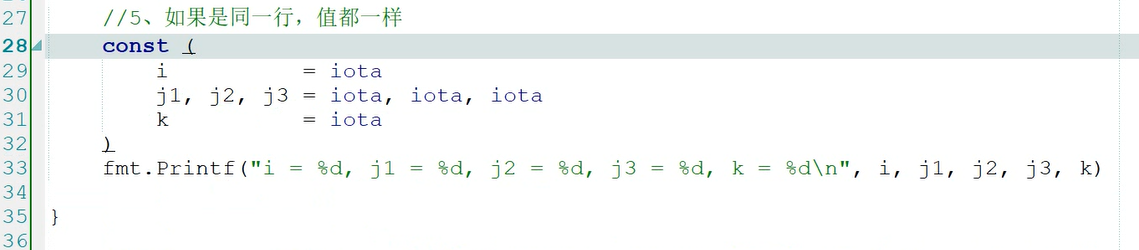 27 //5、如果是同一行，值都一样
28 const (
29 i = iota
30 j1, j2, j3 = iota, iota, iota
31 k = iota
32 )
33 fmt.Printf("i = %d, j1 = %d, j2 = %d, j3 = %d, k = %d\n", i, j1, j2, j3, k)
34
35 }
36